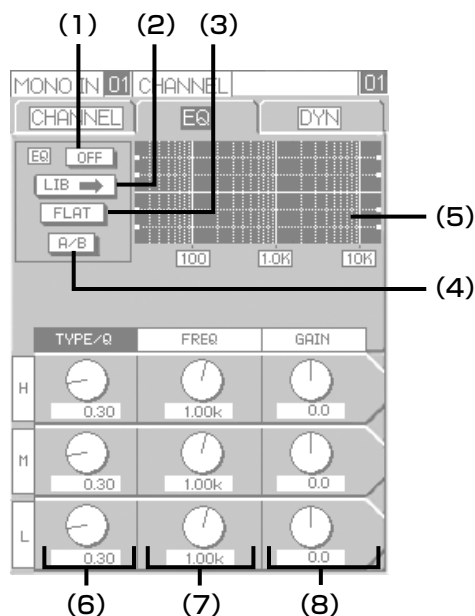 (1) (2) (3)
MONO IN 01 CHANNEL 01
CHANNEL EQ DYN
EQ OFF
LIB
FLAT
(5)
A/B
100 1.0K 10K
(4)
TYPE/Q FREQ GAIN
H
0.30 1.00k 0.0
M
0.30 1.00k 0.0
L
0.30 1.00k 0.0
(6) (7) (8)